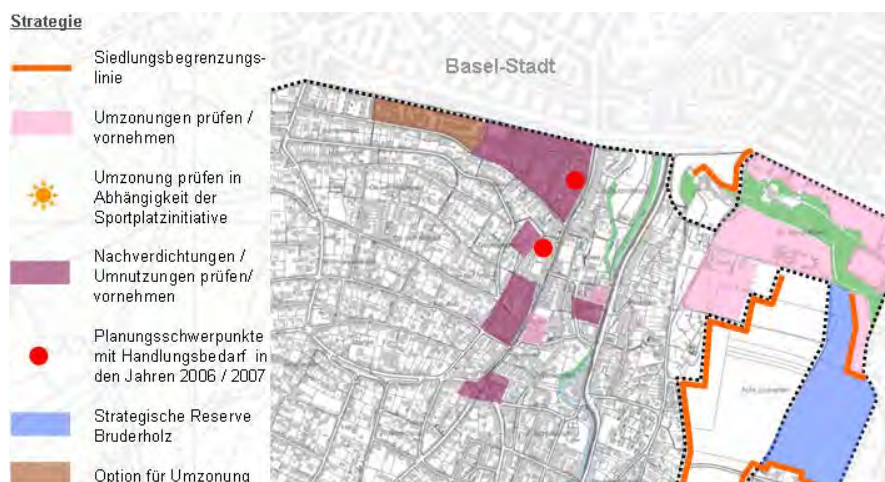 Strategie
Siedlungsbegrenzungs-
linie
Umzonungen prüfen /
vornehmen
Umzonung prüfen in
Abhängigkeit der
Sportplatzinitiative
Nachverdichtungen /
Umnutzungen prüfen/
vornehmen
Planungsschwerpunkte
mit Handlungsbedarf in
den Jahren 2006 / 2007
Strategische Reserve
Bruderholz
Option für Umzonung
Basel-Stadt